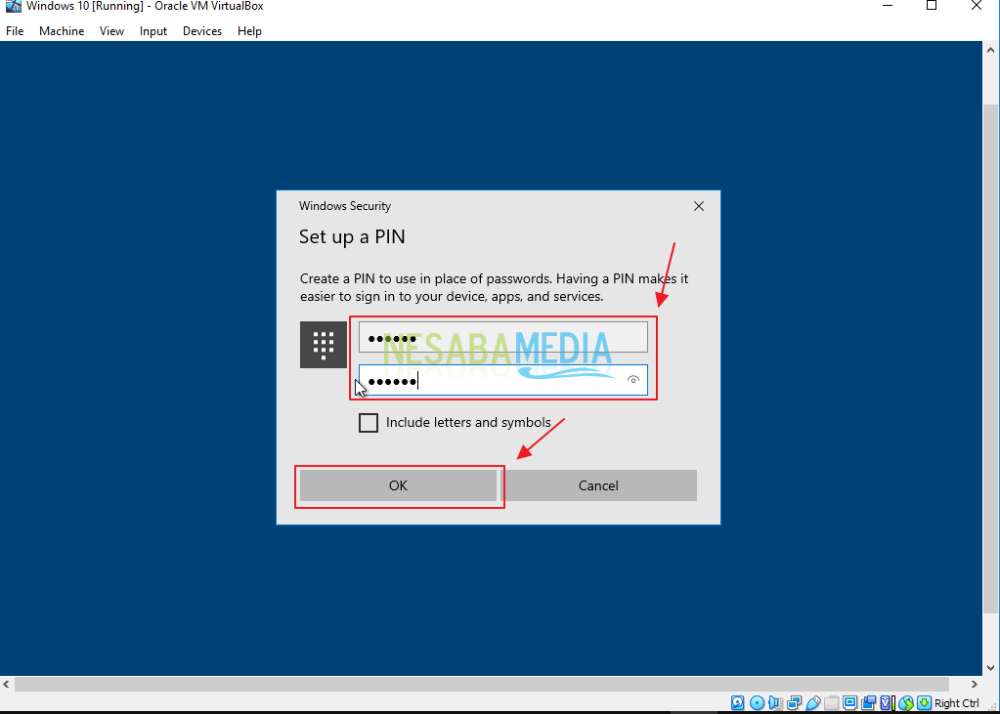 Windows 10 [Running] - Oracle VM VirtualBox
File Machine View Input Devices Help
Windows Security
Set up a PIN
Create a PIN to use in place of passwords. Having a PIN makes it
easier to sign in to your device, apps, and services.
●●●●●●
NESABAMEDIA
●●●●●●
Include letters and symbols
OK Cancel
Right Ctrl